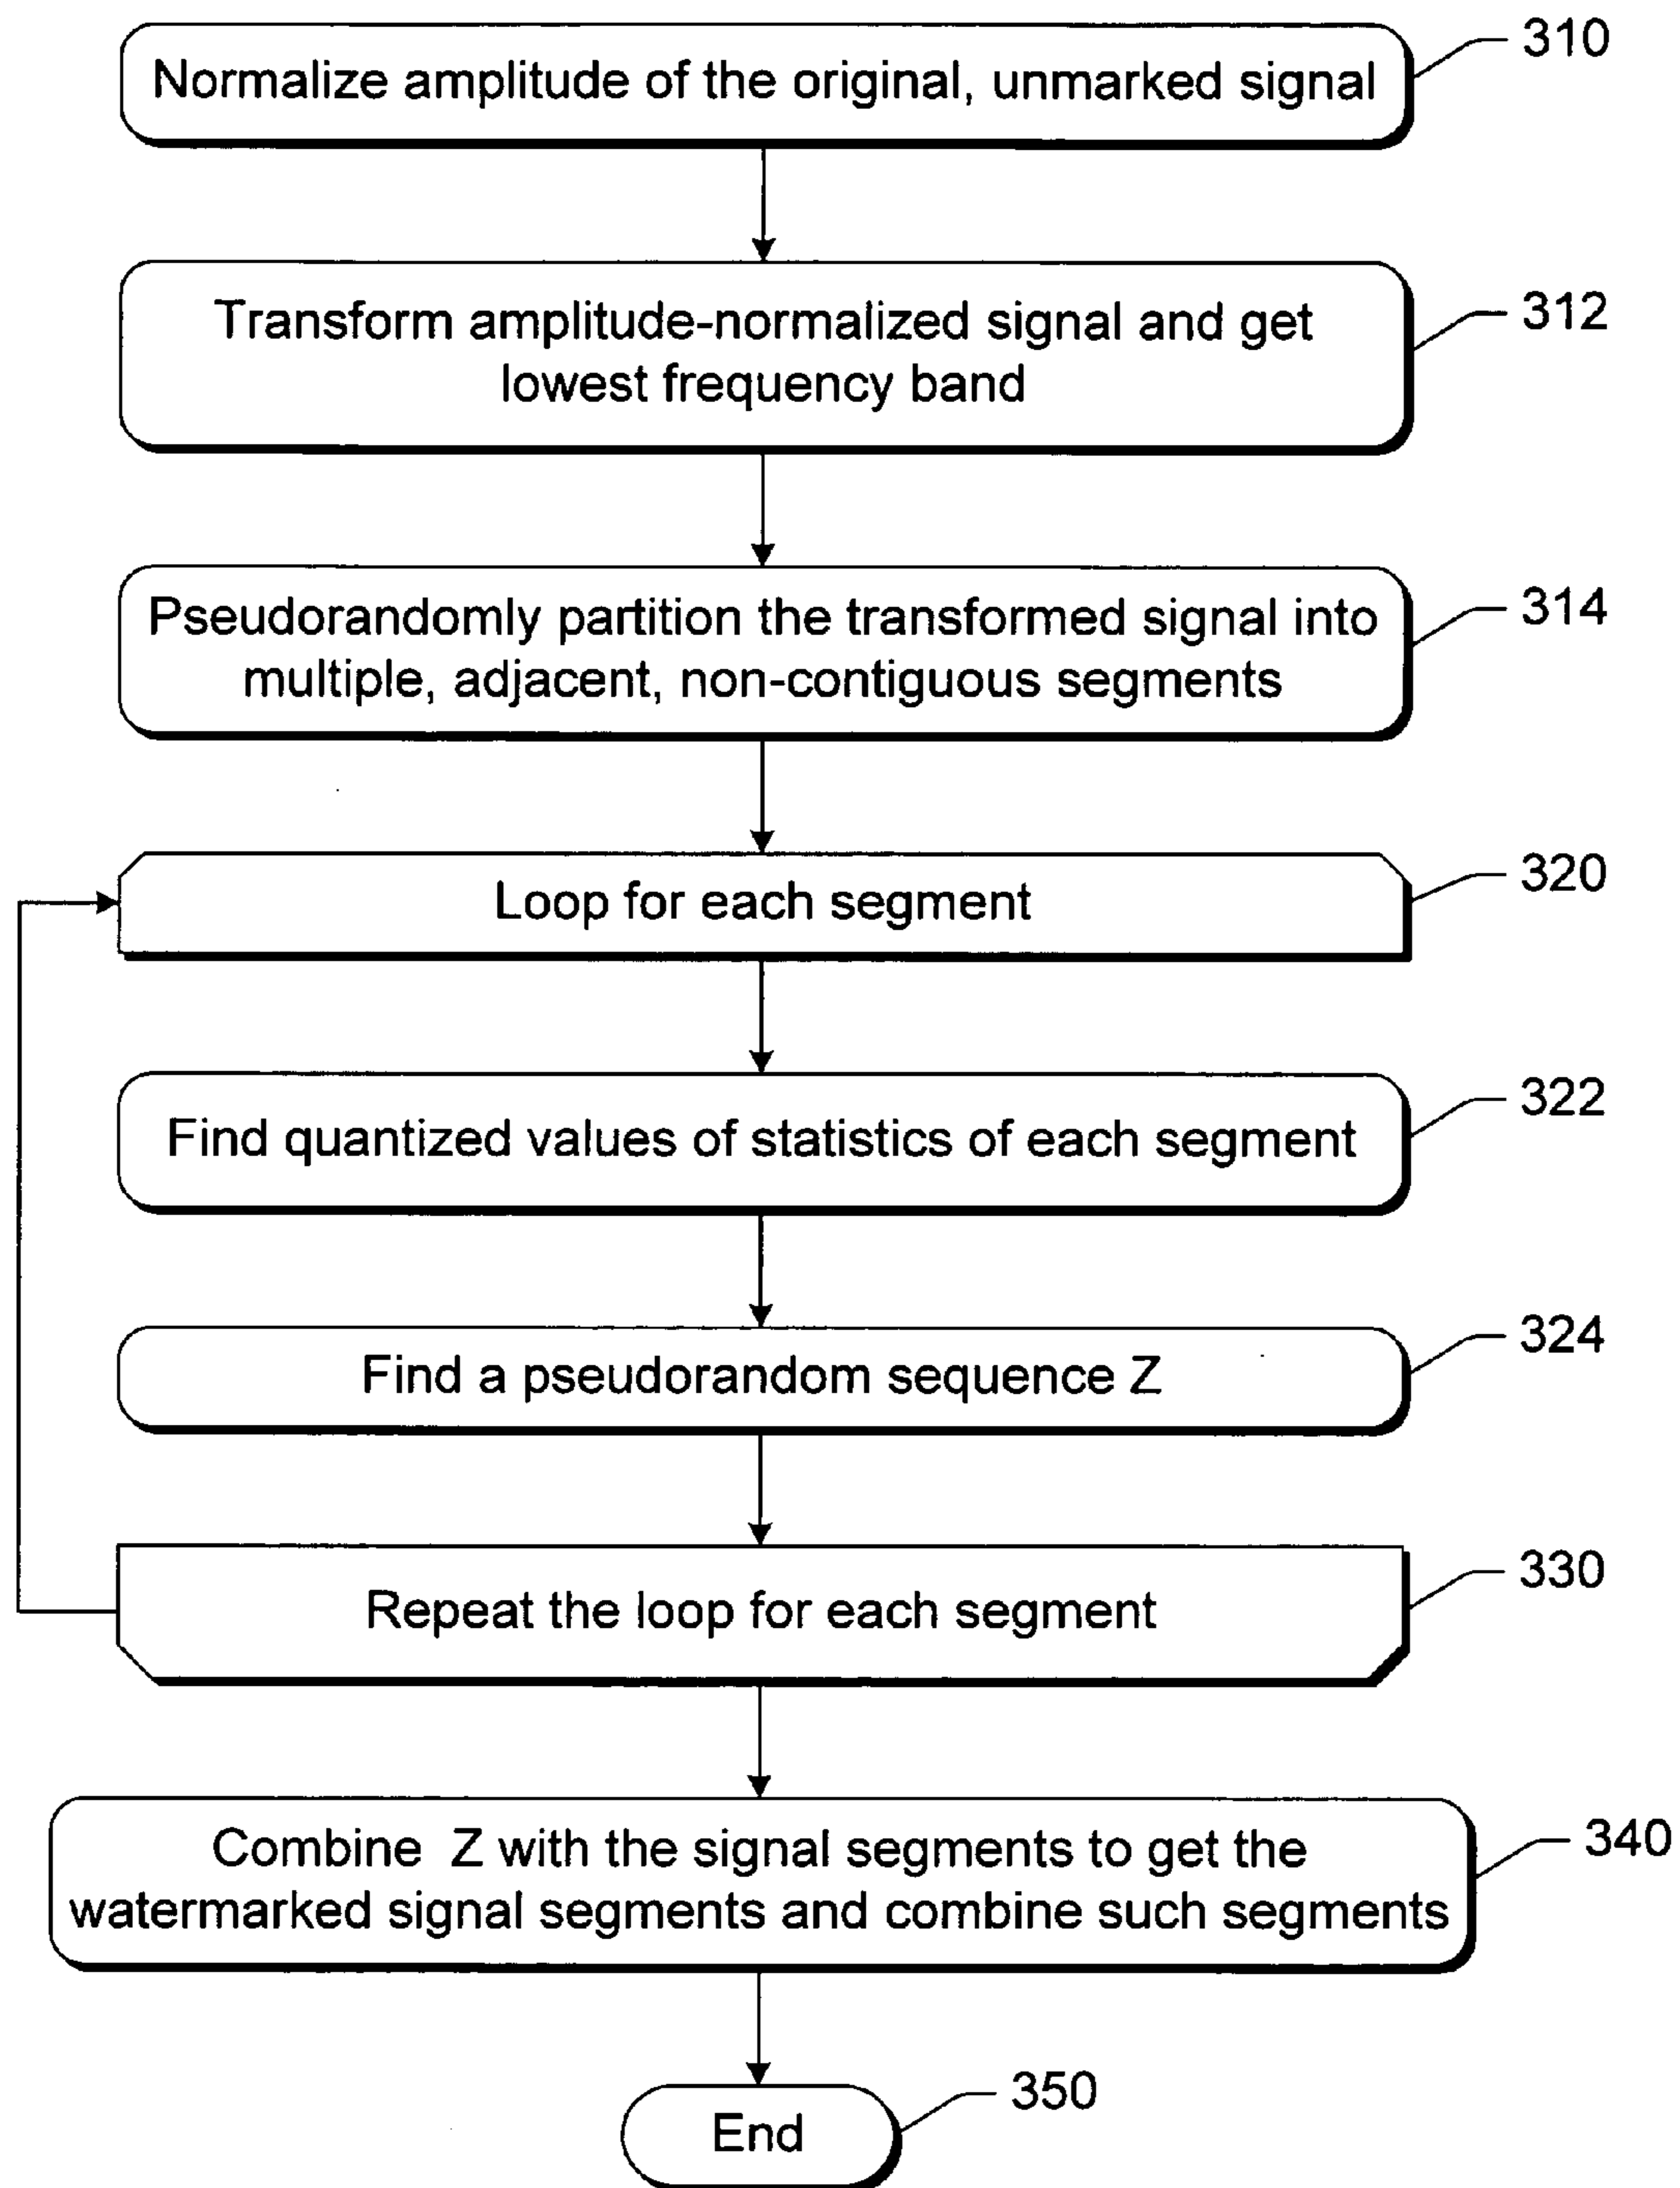 Normalize amplitude of the original, unmarked signal
310
Transform amplitude-normalized signal and get
lowest frequency band
312
Pseudorandomly partition the transformed signal into
multiple, adjacent, non-contiguous segments
314
Loop for each segment
320
Find quantized values of statistics of each segment
322
Find a pseudorandom sequence Z
324
Repeat the loop for each segment
330
Combine Z with the signal segments to get the
watermarked signal segments and combine such segments
340
End
350